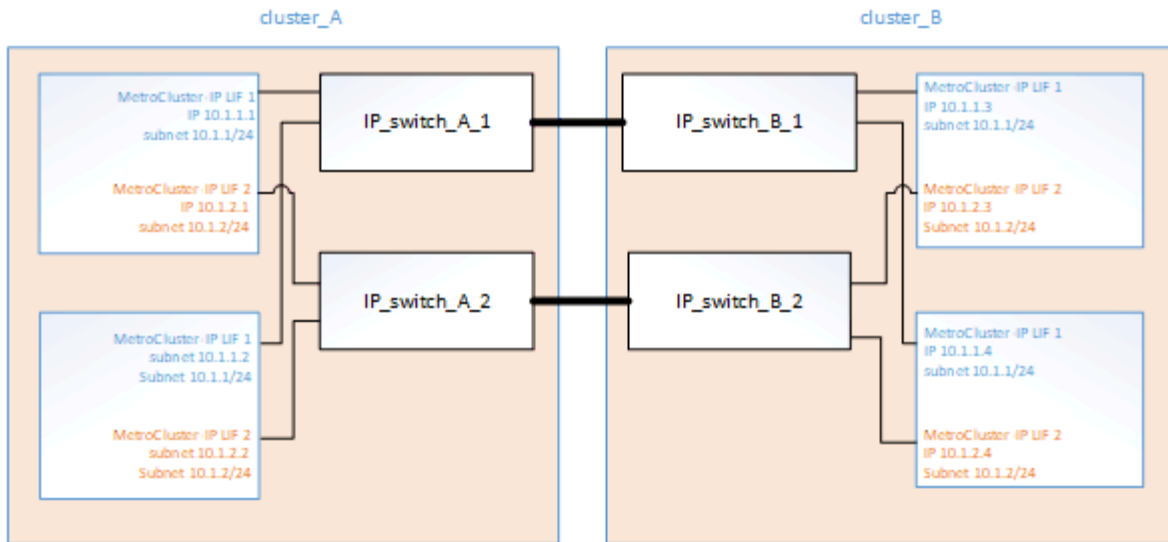 cluster_A
cluster_B
MetroCluster-IP LIF 1
IP 10.1.1.1
subnet 10.1.1/24
MetroCluster-IP LIF 2
IP 10.1.2.1
subnet 10.1.2/24
IP_switch_A_1
IP_switch_B_1
MetroCluster-IP LIF 1
IP 10.1.1.3
subnet 10.1.1/24
MetroCluster-IP LIF 2
IP 10.1.2.3
Subnet 10.1.2/24
MetroCluster-IP LIF 1
subnet 10.1.1.2
Subnet 10.1.1/24
MetroCluster-IP LIF 2
subnet 10.1.2.2
Subnet 10.1.2/24
IP_switch_A_2
IP_switch_B_2
MetroCluster-IP LIF 1
IP 10.1.1.4
subnet 10.1.1/24
MetroCluster-IP LIF 2
IP 10.1.2.4
Subnet 10.1.2/24